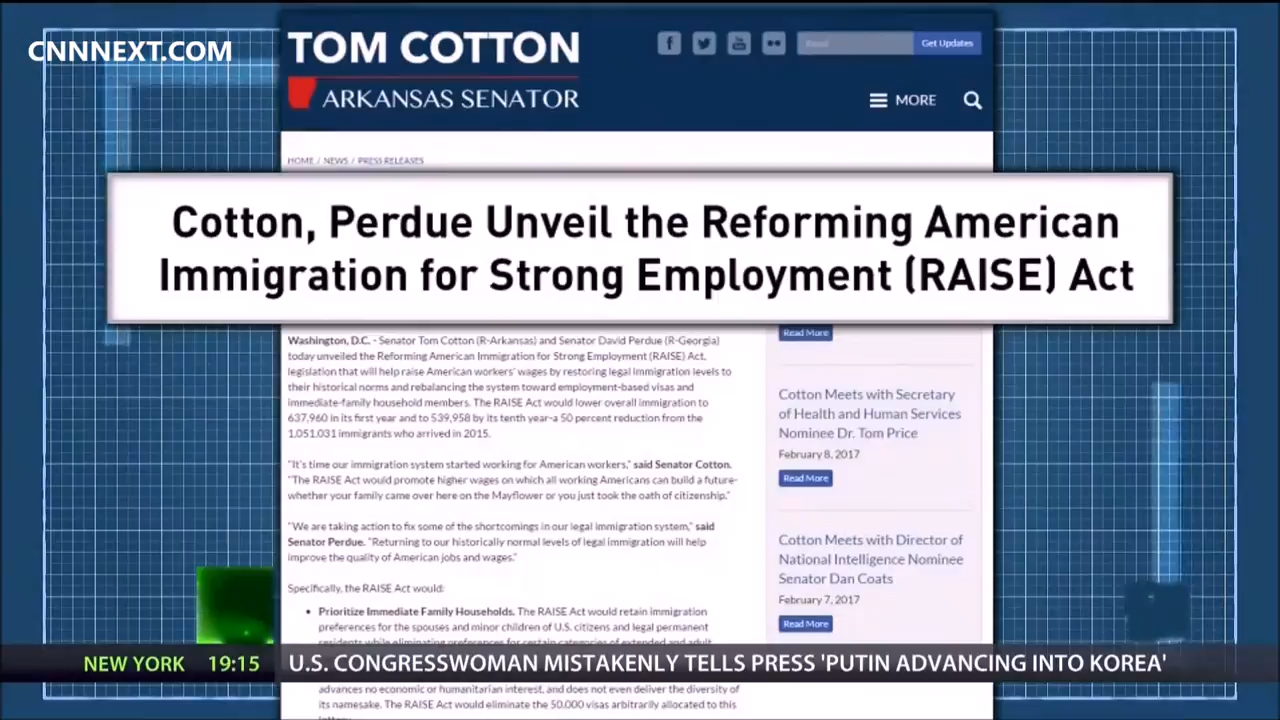 CNNNEXT.COM
TOM COTTON
ARKANSAS SENATOR
Get Updates
MORE
HOME / NEWS / PRESS RELEASES
Cotton, Perdue Unveil the Reforming American
Immigration for Strong Employment (RAISE) Act
Washington, D.C. - Senator Tom Cotton (R-Arkansas) and Senator David Perdue (R-Georgia)
today unveiled the Reforming American Immigration for Strong Employment (RAISE) Act,
legislation that will help raise American workers' wages by restoring legal immigration levels to
their historical norms and rebalancing the system toward employment-based visas and
immediate-family household members. The RAISE Act would lower overall immigration to
637,960 in its first year and to 539,958 by its tenth year-a 50 percent reduction from the
1,051,031 immigrants who arrived in 2015.
"It's time our immigration system started working for American workers," said Senator Cotton.
"The RAISE Act would promote higher wages on which all working Americans can build a future-
whether your family came over here on the Mayflower or you just took the oath of citizenship."
"We are taking action to fix some of the shortcomings in our legal immigration system," said
Senator Perdue. "Returning to our historically normal levels of legal immigration will help
improve the quality of American jobs and wages."
Specifically, the RAISE Act would:
• Prioritize Immediate Family Households. The RAISE Act would retain immigration
preferences for the spouses and minor children of U.S. citizens and legal permanent
residents while eliminating preferences for certain categories of extended and adult
advances no economic or humanitarian interest, and does not even deliver the diversity of
its namesake. The RAISE Act would eliminate the 50,000 visas arbitrarily allocated to this
Read More
Cotton Meets with Secretary
of Health and Human Services
Nominee Dr. Tom Price
February 8, 2017
Read More
Cotton Meets with Director of
National Intelligence Nominee
Senator Dan Coats
February 7, 2017
Read More
NEW YORK 19:15 U.S. CONGRESSWOMAN MISTAKENLY TELLS PRESS 'PUTIN ADVANCING INTO KOREA'